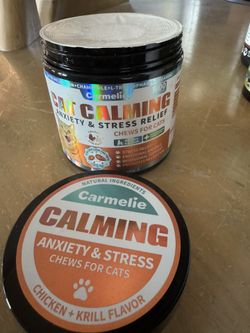 Carmelie
CAT CALMING
ANXIETY & STRESS RELIEF
CHEWS FOR CATS
NATURAL INGREDIENTS
Carmelie
CALMING
ANXIETY & STRESS
CHEWS FOR CATS
CHICKEN + KRILL FLAVOR